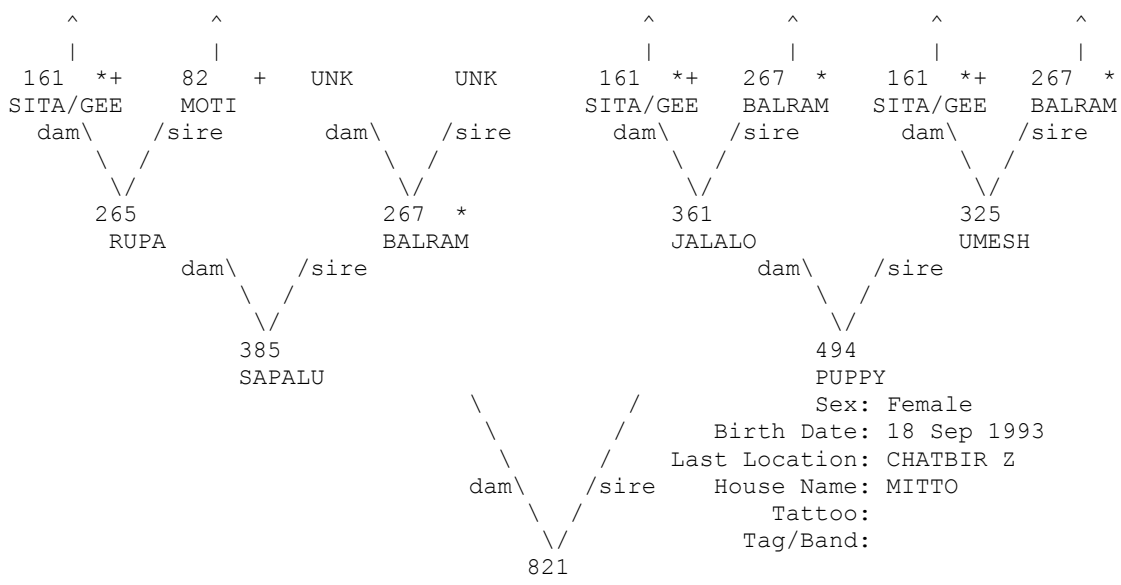 ^ ^ ^ ^ ^ ^
| | | | | |
161 *+ 82 + UNK UNK 161 *+ 267 * 161 *+ 267 *
SITA/GEE MOTI SITA/GEE BALRAM SITA/GEE BALRAM
dam\ /sire dam\ /sire dam\ /sire dam\ /sire
\ / \ / \ / \ /
\/ \/ \/ \/
265 267 * 361 325
RUPA BALRAM JALALO UMESH
dam\ /sire dam\ /sire
\ / \ /
\/ \/
385 494
SAPALU PUPPY
\ / Sex: Female
\ / Birth Date: 18 Sep 1993
\ / Last Location: CHATBIR Z
dam\ /sire House Name: MITTO
\ / Tattoo:
\/ Tag/Band:
821